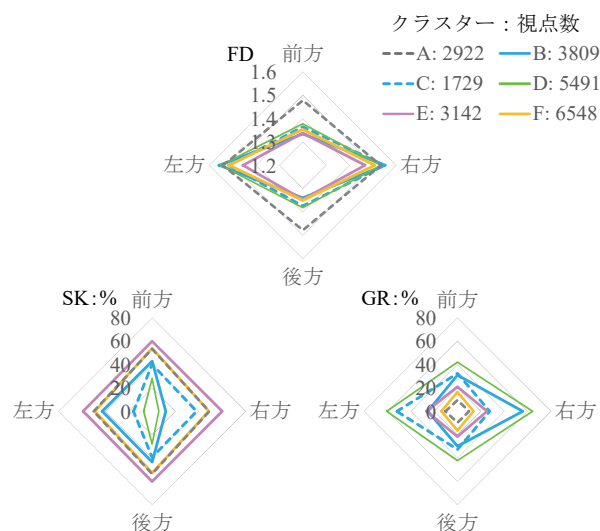 クラスター：視点数
A: 2922
B: 3809
C: 1729
D: 5491
E: 3142
F: 6548
FD
前方
1.6
1.5
1.4
1.3
1.2
左方
右方
後方
SK:%
前方
80
60
40
20
0
左方
右方
後方
GR:%
前方
80
60
40
20
0
左方
右方
後方